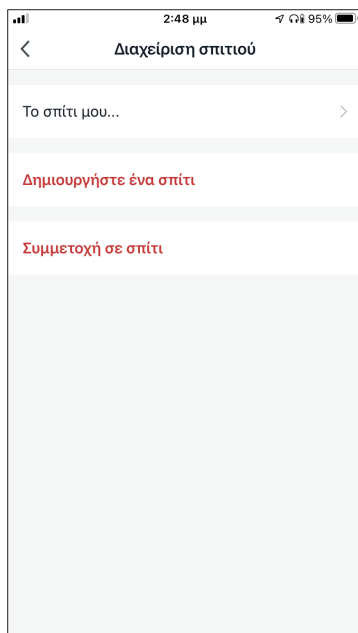 2:48 μμ 95%
Διαχείριση σπιτιού
Το σπίτι μου...
Δημιουργήστε ένα σπίτι
Συμμετοχή σε σπίτι